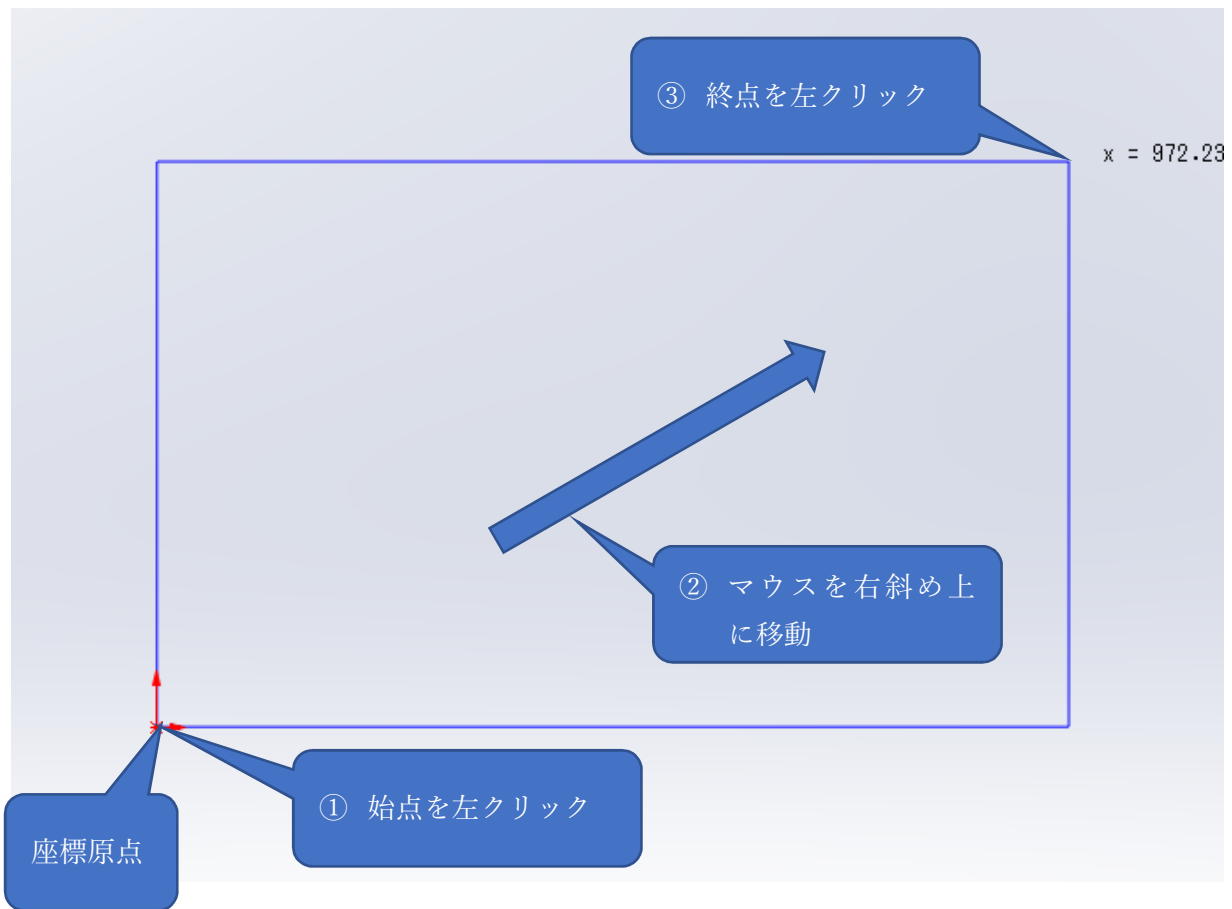 ③ 終点を左クリック
x = 972.23
② マウスを右斜め上
に移動
① 始点を左クリック
座標原点